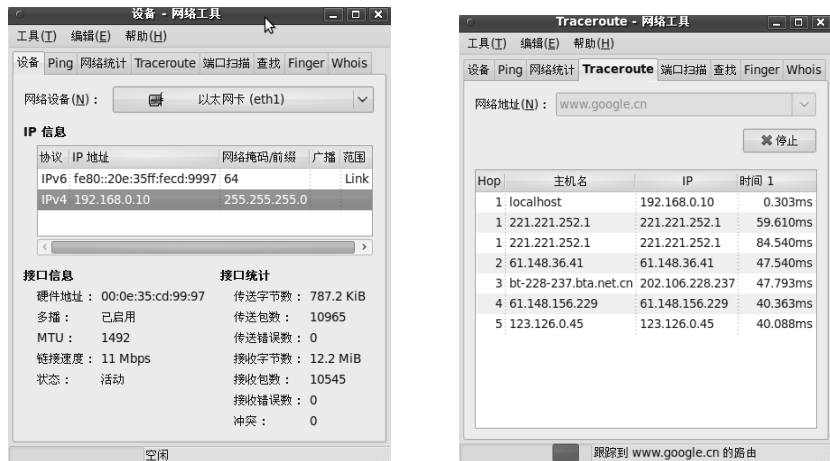 设备 - 网络工具
工具(T) 编辑(E) 帮助(H)
设备 Ping 网络统计 Traceroute 端口扫描 查找 Finger Whois
网络设备(N)： 以太网卡 (eth1)
IP 信息
协议 IP 地址 网络掩码/前缀 广播 范围
IPv6 fe80::20e:35ff:fecd:9997 64 Link
IPv4 192.168.0.10 255.255.255.0
接口信息
硬件地址： 00:0e:35:cd:99:97
多播： 已启用
MTU： 1492
链接速度： 11 Mbps
状态： 活动
接口统计
传送字节数： 787.2 KiB
传送包数： 10965
传送错误数： 0
接收字节数： 12.2 MiB
接收包数： 10545
接收错误数： 0
冲突： 0
空闲
Traceroute - 网络工具
工具(T) 编辑(E) 帮助(H)
设备 Ping 网络统计 Traceroute 端口扫描 查找 Finger Whois
网络地址(N)： www.google.cn
停止
Hop 主机名 IP 时间 1
1 localhost 192.168.0.10 0.303ms
1 221.221.252.1 221.221.252.1 59.610ms
1 221.221.252.1 221.221.252.1 84.540ms
2 61.148.36.41 61.148.36.41 47.540ms
3 bt-228-237.bta.net.cn 202.106.228.237 47.793ms
4 61.148.156.229 61.148.156.229 40.363ms
5 123.126.0.45 123.126.0.45 40.088ms
跟踪到 www.google.cn 的路由